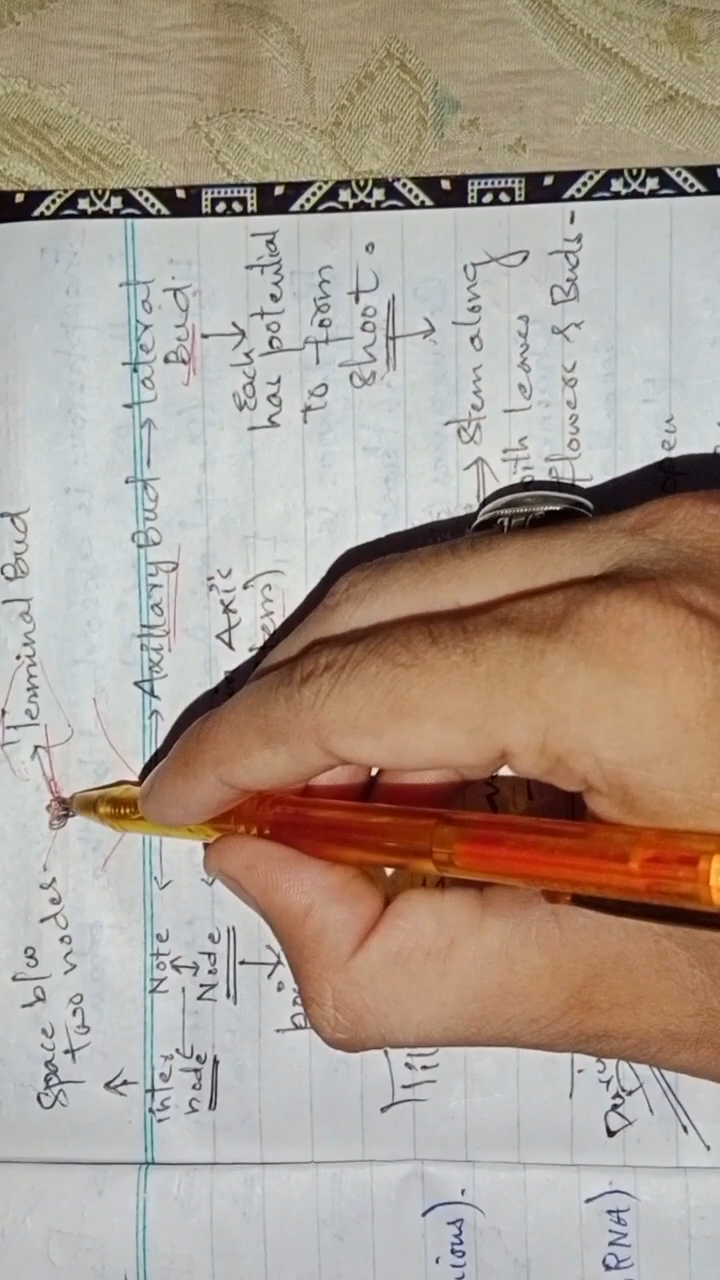 Terminal Bud
Space b/w
two nodes
Axillary Bud → lateral
Bud.
Note
Node
inter
node
Each
has potential
to form
Shoot.
Axis
⇒ Stem along
with leaves
flowers & Buds-
open
RNA)